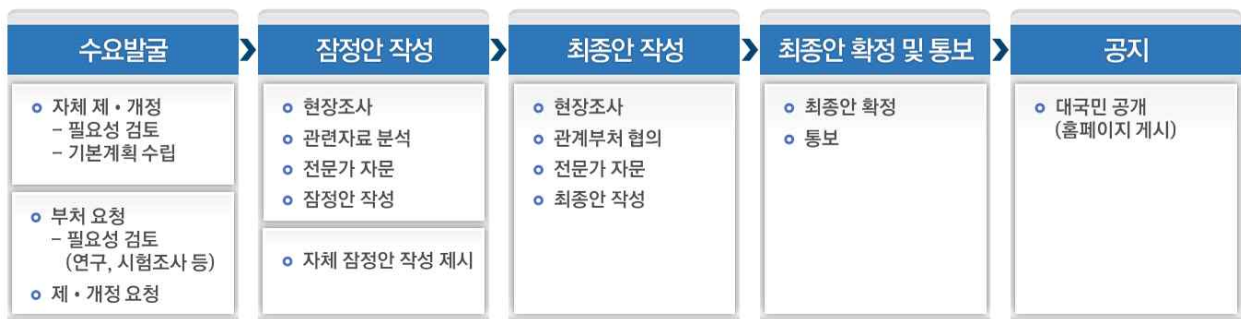 수요발굴
자체 제・개정
– 필요성 검토
– 기본계획 수립
부처 요청
– 필요성 검토
(연구, 시험조사 등)
제・개정 요청
잠정안 작성
현장조사
관련자료 분석
전문가 자문
잠정안 작성
자체 잠정안 작성 제시
최종안 작성
현장조사
관계부처 협의
전문가 자문
최종안 작성
최종안 확정 및 통보
최종안 확정
통보
공지
대국민 공개
(홈페이지 게시)